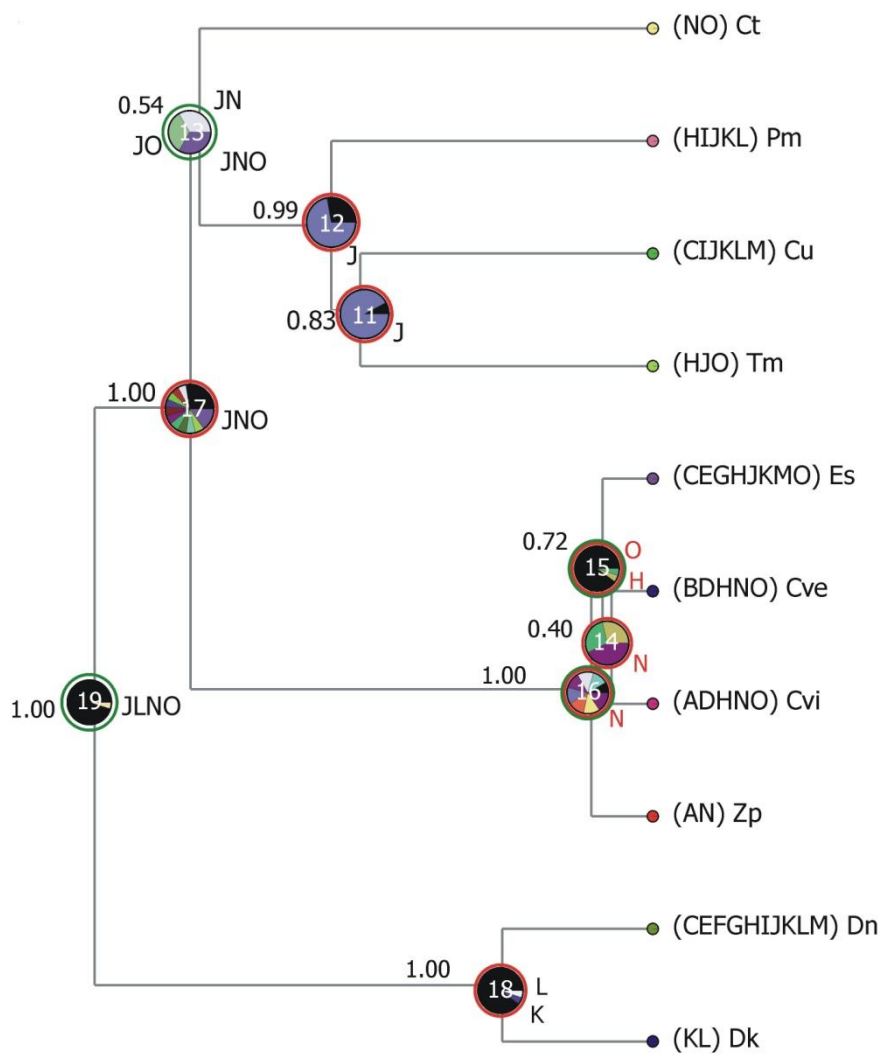 (NO) Ct
0.54
JN
13
JO
JNO
(HIJKL) Pm
0.99
12
J
(CIJKLM) Cu
0.83
11
J
(HJO) Tm
1.00
17
JNO
(CEGHJKMO) Es
0.72
15
O
H
(BDHNO) Cve
0.40
14
N
1.00
16
N
(ADHNO) Cvi
1.00
19
JLNO
(AN) Zp
(CEFGHIJKLM) Dn
1.00
18
L
K
(KL) Dk